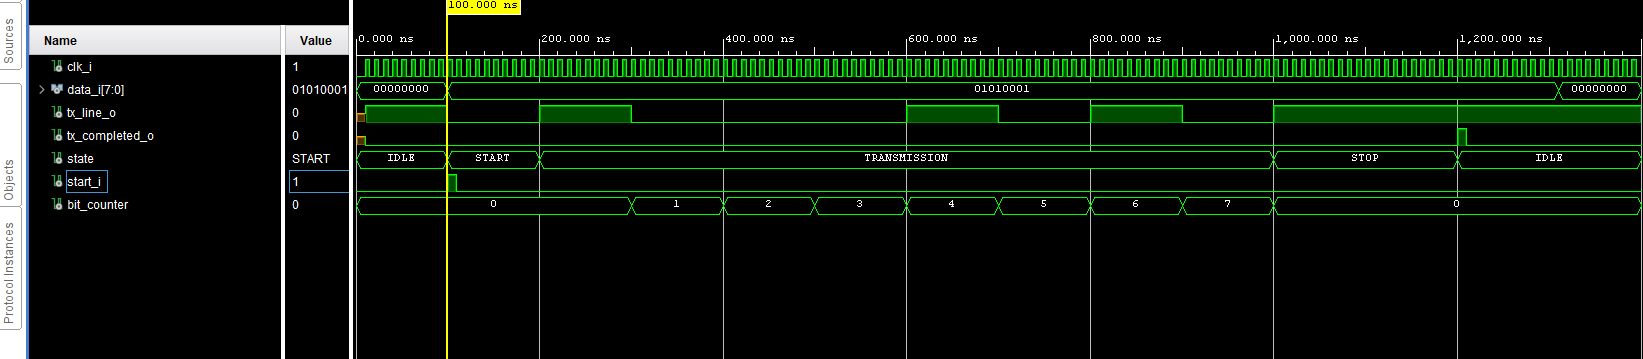 100.000 ns
Sources
Name Value
0.000 ns 200.000 ns 400.000 ns 600.000 ns 800.000 ns 1,000.000 ns 1,200.000 ns
clk_i 1
data_i[7:0] 01010001 00000000 01010001 00000000
tx_line_o 0
tx_completed_o 0
state START IDLE START TRANSMISSION STOP IDLE
Objects
start_i 1
bit_counter 0 0 1 2 3 4 5 6 7 0
Protocol Instances